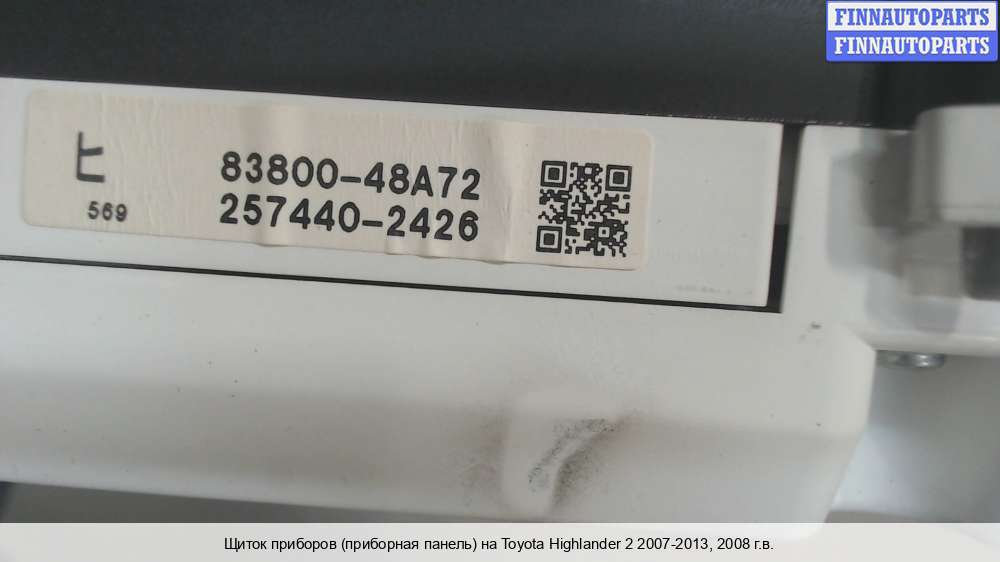 FINNAUTOPARTS
FINNAUTOPARTS
ヒ 83800-48A72
569 257440-2426
Щиток приборов (приборная панель) на Toyota Highlander 2 2007-2013, 2008 г.в.